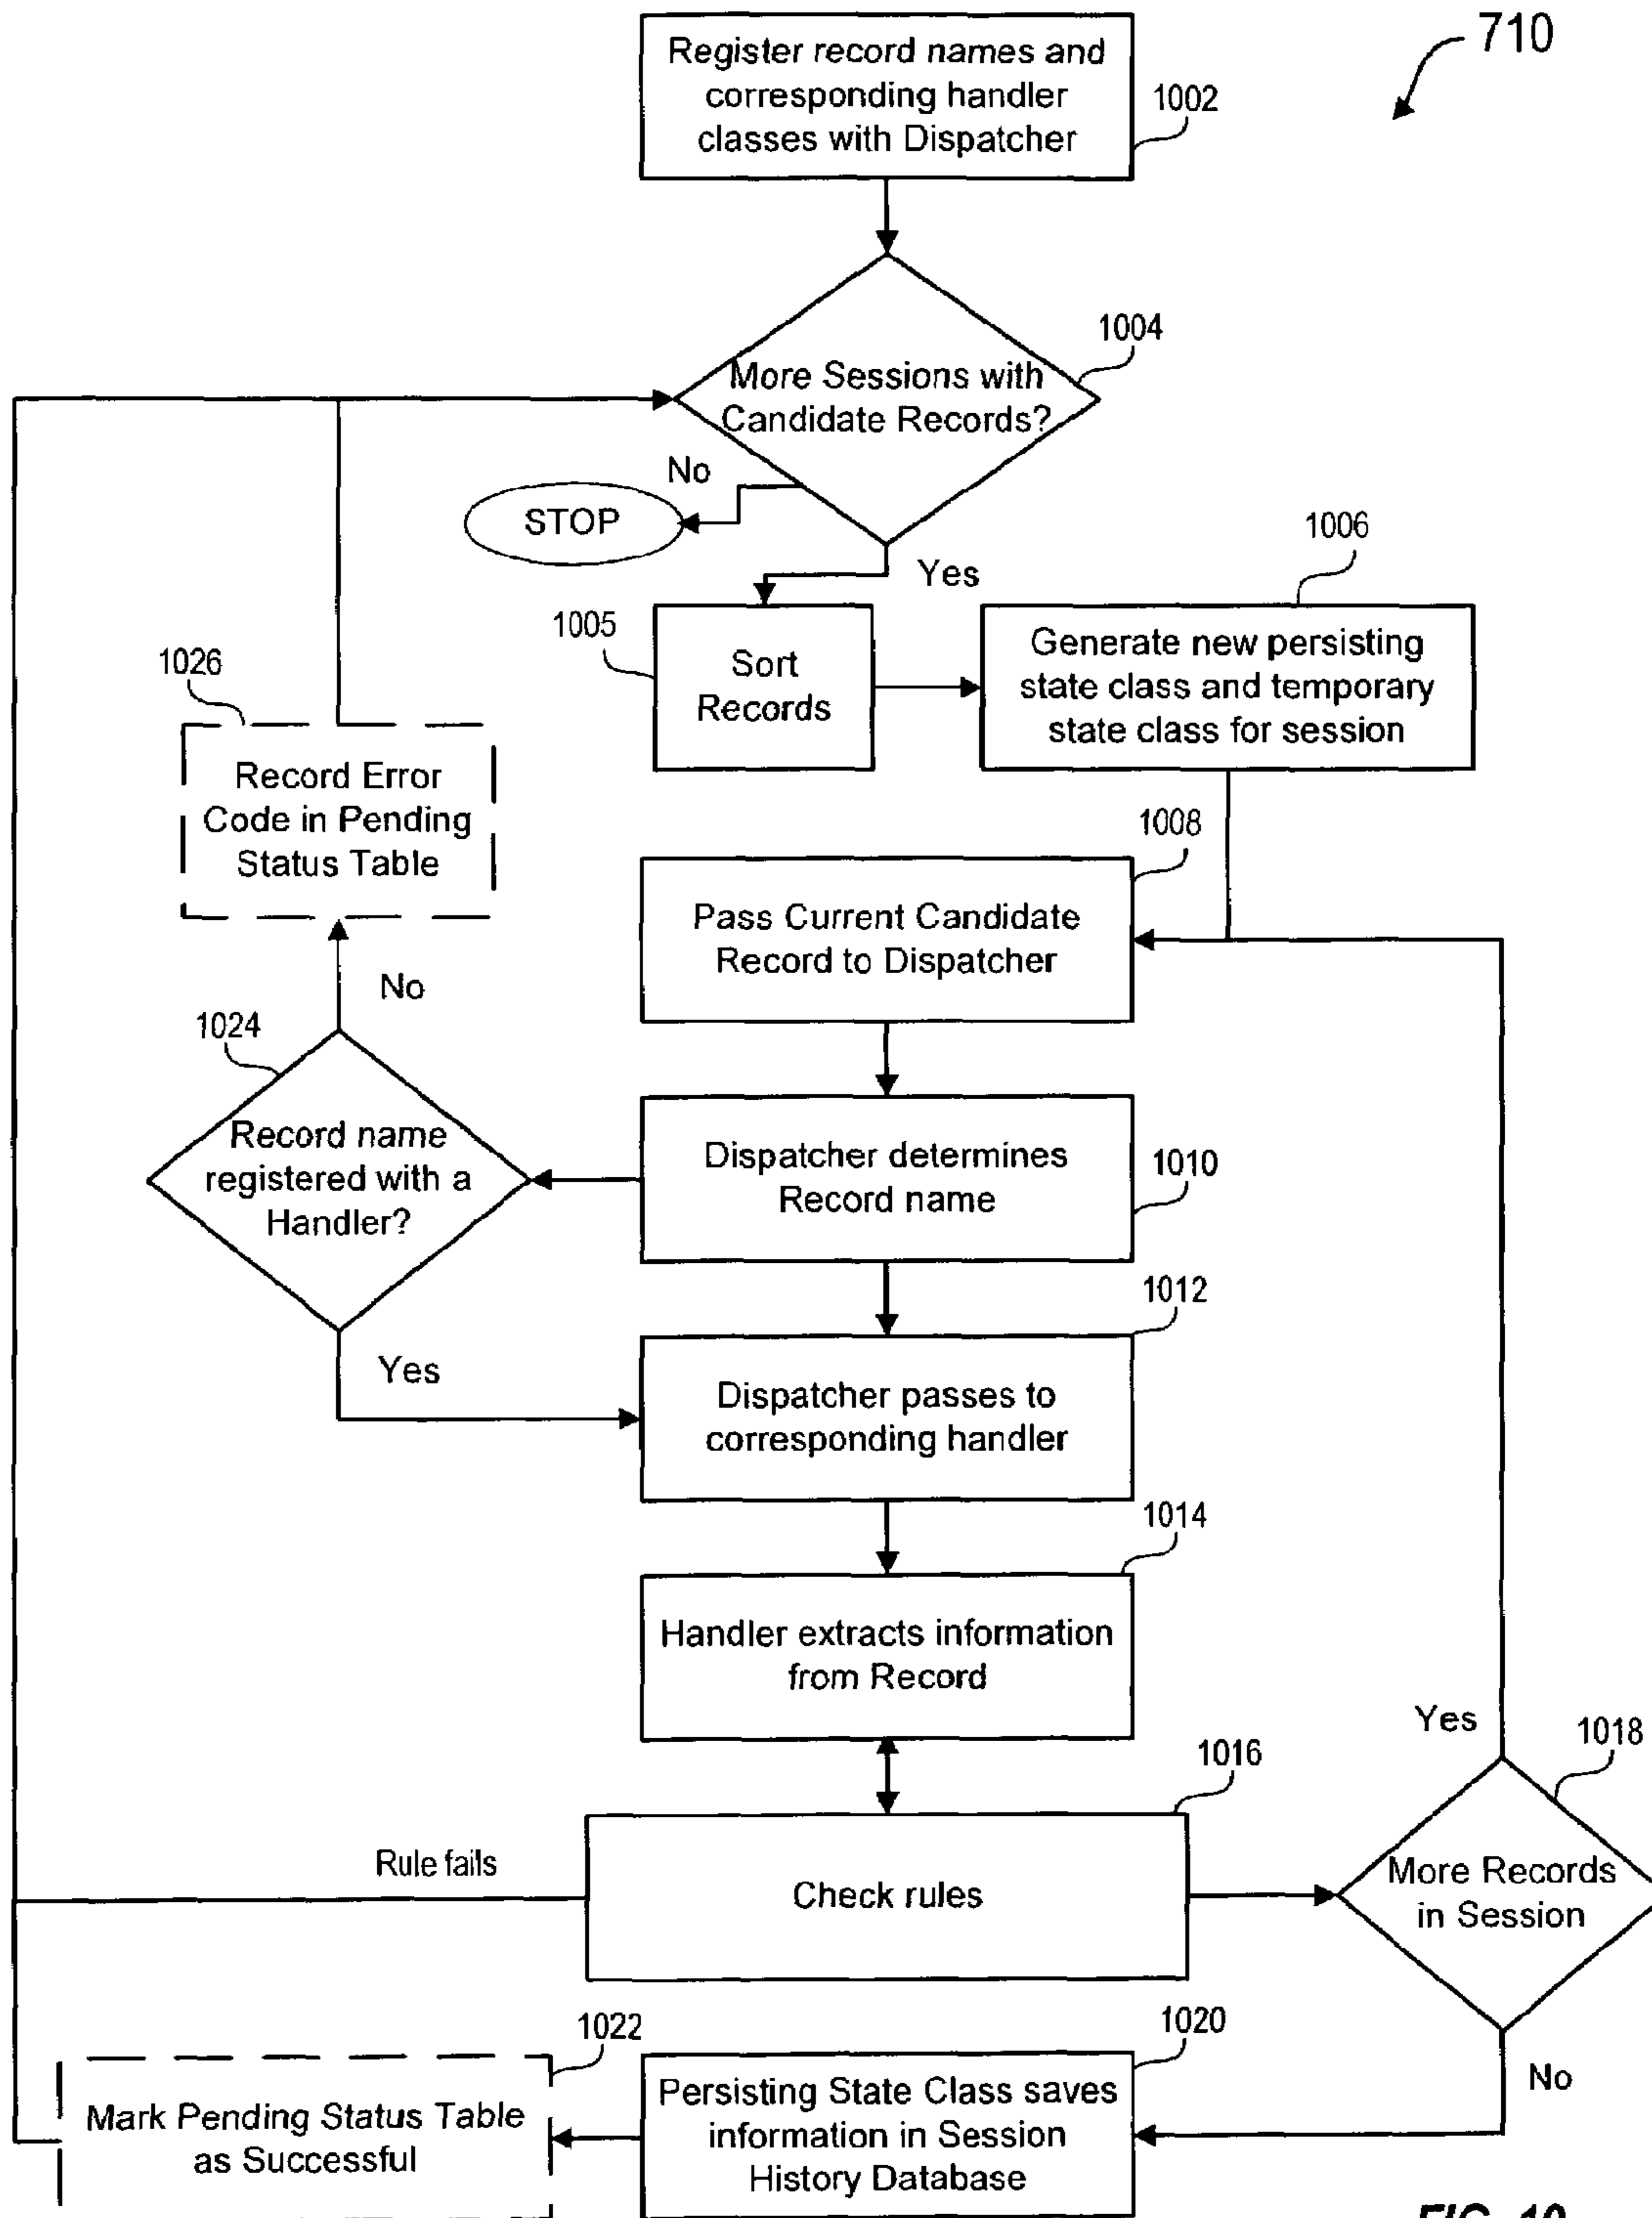 710
Register record names and
corresponding handler
classes with Dispatcher
1002
1004
More Sessions with
Candidate Records?
No
STOP
Yes
1005
Sort
Records
1006
Generate new persisting
state class and temporary
state class for session
1026
Record Error
Code in Pending
Status Table
1008
Pass Current Candidate
Record to Dispatcher
No
1024
Record name
registered with a
Handler?
Dispatcher determines
Record name
1010
1012
Yes
Dispatcher passes to
corresponding handler
1014
Handler extracts information
from Record
Yes
1018
1016
Rule fails
Check rules
More Records
in Session
1022
1020
No
Mark Pending Status Table
as Successful
Persisting State Class saves
information in Session
History Database
FIG. 10